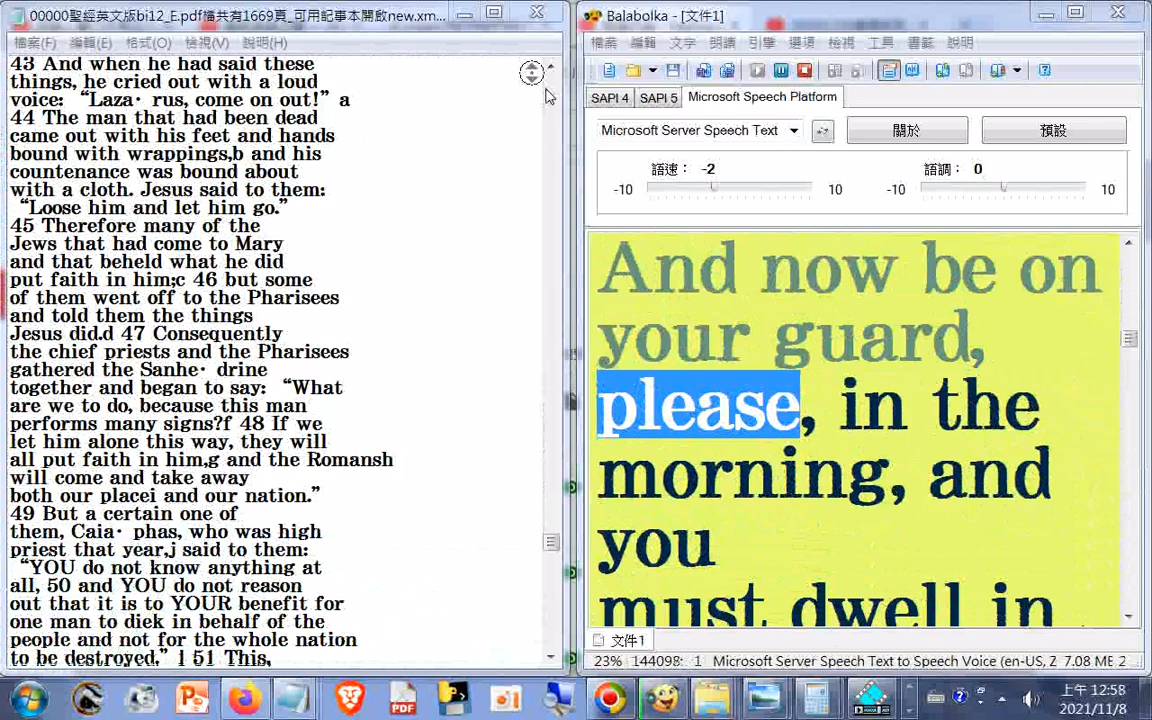 00000聖經英文版bi12_E.pdf檔共有1669頁_可用記事本開啟new.xm...
檔案(F) 編輯(E) 格式(O) 檢視(V) 說明(H)
43 And when he had said these
things, he cried out with a loud
voice: “Laza· rus, come on out!” a
44 The man that had been dead
came out with his feet and hands
bound with wrappings,b and his
countenance was bound about
with a cloth. Jesus said to them:
“Loose him and let him go.”
45 Therefore many of the
Jews that had come to Mary
and that beheld what he did
put faith in him;c 46 but some
of them went off to the Pharisees
and told them the things
Jesus did.d 47 Consequently
the chief priests and the Pharisees
gathered the Sanhe· drine
together and began to say: “What
are we to do, because this man
performs many signs?f 48 If we
let him alone this way, they will
all put faith in him,g and the Romansh
will come and take away
both our placei and our nation.”
49 But a certain one of
them, Caia· phas, who was high
priest that year,j said to them:
“YOU do not know anything at
all, 50 and YOU do not reason
out that it is to YOUR benefit for
one man to diek in behalf of the
people and not for the whole nation
to be destroyed.” l 51 This,
Balabolka - [文件1]
檔案 編輯 文字 朗讀 引擎 選項 檢視 工具 書籤 說明
SAPI 4 SAPI 5 Microsoft Speech Platform
Microsoft Server Speech Text 關於 預設
語速: -2 語調: 0
-10 10 -10 10
And now be on
your guard,
please, in the
morning, and
you
must dwell in
文件1
23% 144098: 1 Microsoft Server Speech Text to Speech Voice (en-US, Z 7.08 MB 2
上午 12:58
2021/11/8